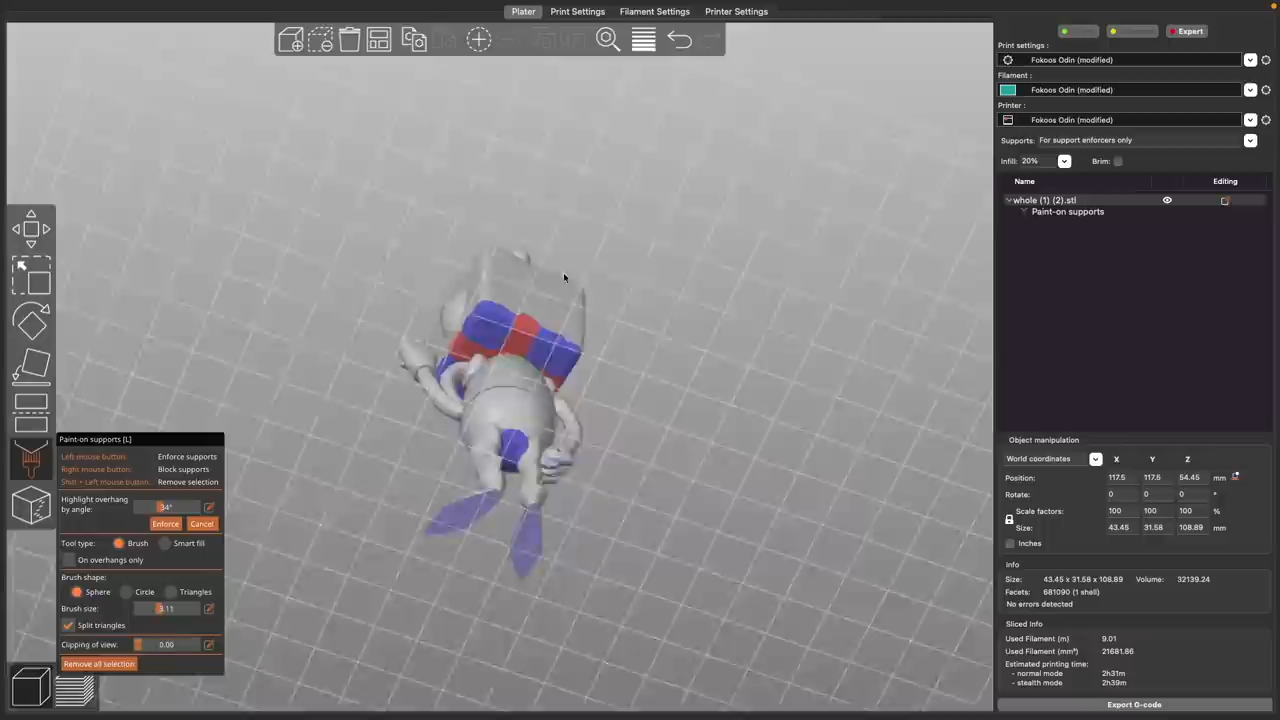 Plater
Print Settings
Filament Settings
Printer Settings
Expert
Print settings :
Fokoos Odin (modified)
Filament :
Fokoos Odin (modified)
Printer :
Fokoos Odin (modified)
Supports: For support enforcers only
Infill: 20% Brim:
Name Editing
whole (1) (2).stl
Paint-on supports
Paint-on supports [L]
Left mouse button: Enforce supports
Right mouse button: Block supports
Shift + Left mouse button: Remove selection
Highlight overhang
by angle: 34°
Enforce Cancel
Tool type: Brush Smart fill
On overhangs only
Brush shape:
Sphere Circle Triangles
Brush size: 3.11
Split triangles
Clipping of view: 0.00
Remove all selection
Object manipulation
World coordinates X Y Z
Position: 117.5 117.5 54.45 mm
Rotate: 0 0 0 °
Scale factors: 100 100 100 %
Size: 43.45 31.58 108.89 mm
Inches
Info
Size: 43.45 x 31.58 x 108.89 Volume: 32139.24
Facets: 681090 (1 shell)
No errors detected
Sliced Info
Used Filament (m) 9.01
Used Filament (mm³) 21681.86
Estimated printing time:
- normal mode 2h31m
- stealth mode 2h39m
Export G-code